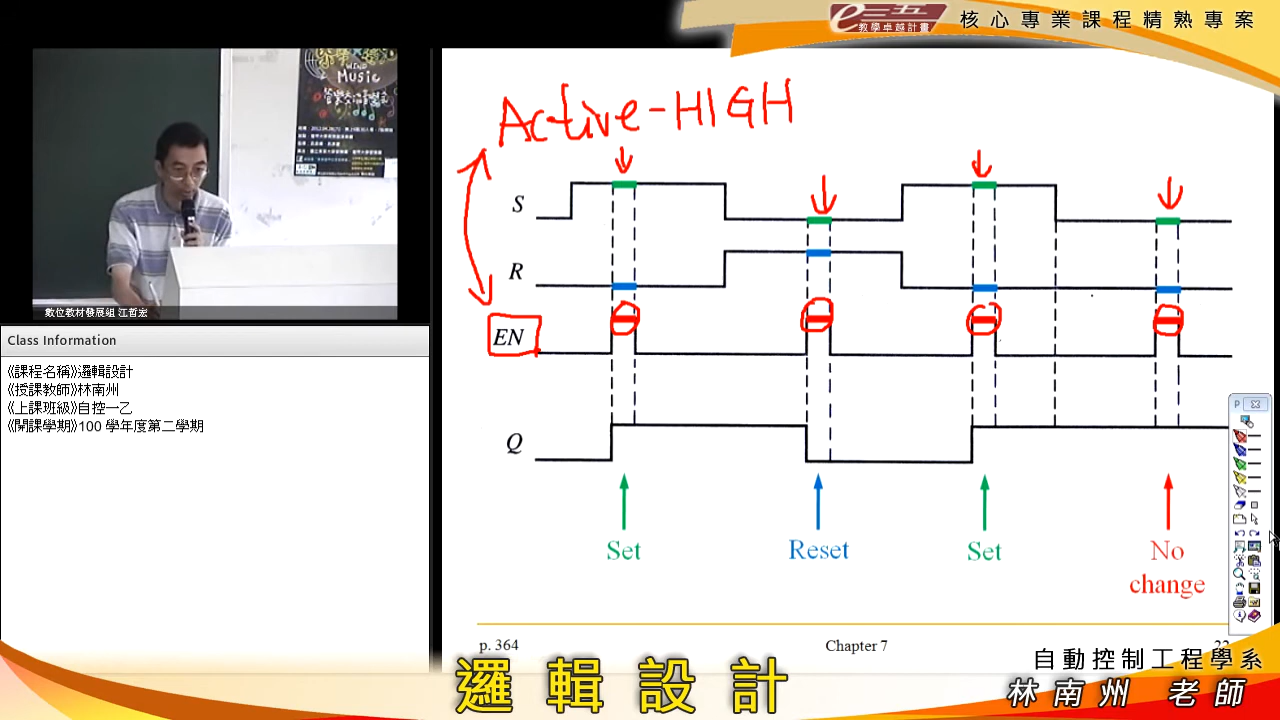 e三五
教學卓越計畫
核心專業課程精熟專案
Music
數位教材發展組 江哲宏
Class Information
《課程名稱》邏輯設計
《授課教師》林南州
《上課班級》自控一乙
《開課學期》100 學年度第二學期
Active-HIGH
S
R
EN
Q
Set
Reset
Set
No
change
p. 364
Chapter 7
邏輯設計
自動控制工程學系
林南州 老師